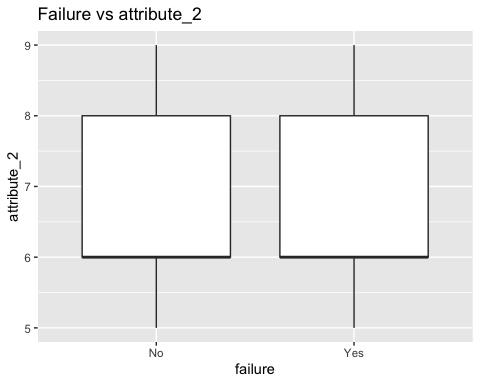 Failure vs attribute_2
attribute_2
9
8
7
6
5
No
Yes
failure